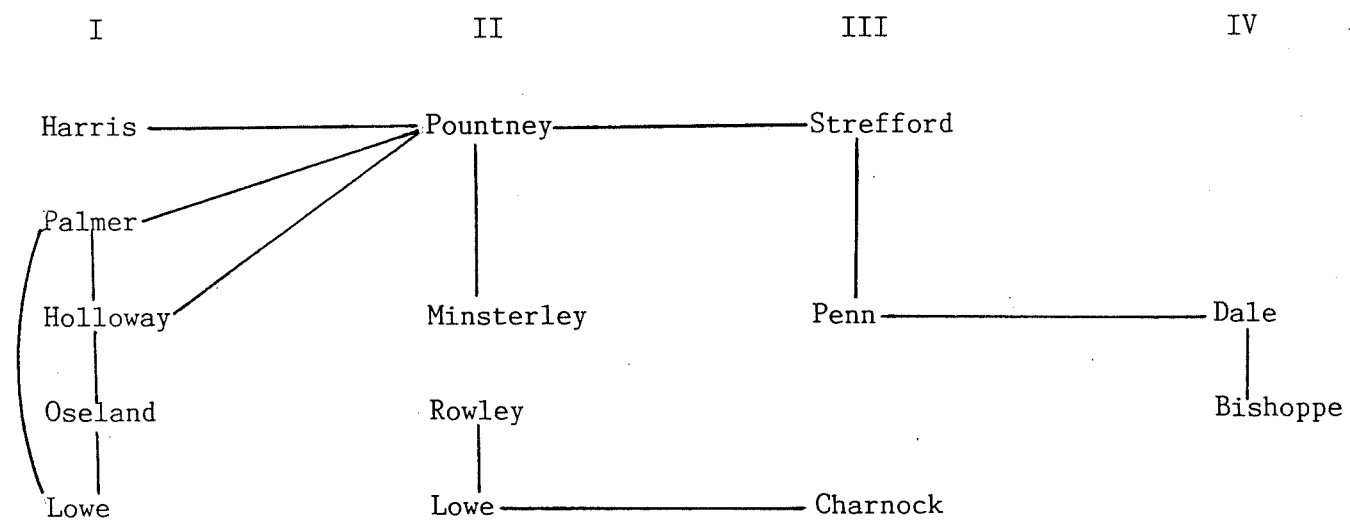 I II III IV
Harris Pountney Strefford
Palmer
Holloway Minsterley Penn Dale
Oseland Rowley Bishoppe
Lowe Lowe Charnock